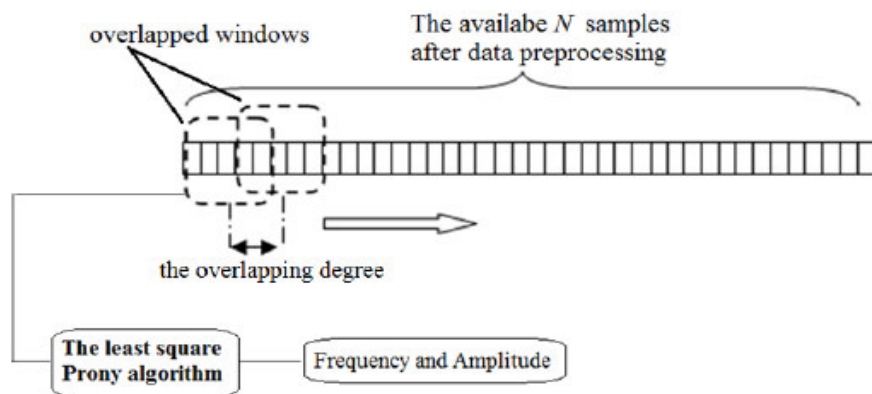 overlapped windows
The availabe N samples
after data preprocessing
the overlapping degree
The least square
Prony algorithm
Frequency and Amplitude